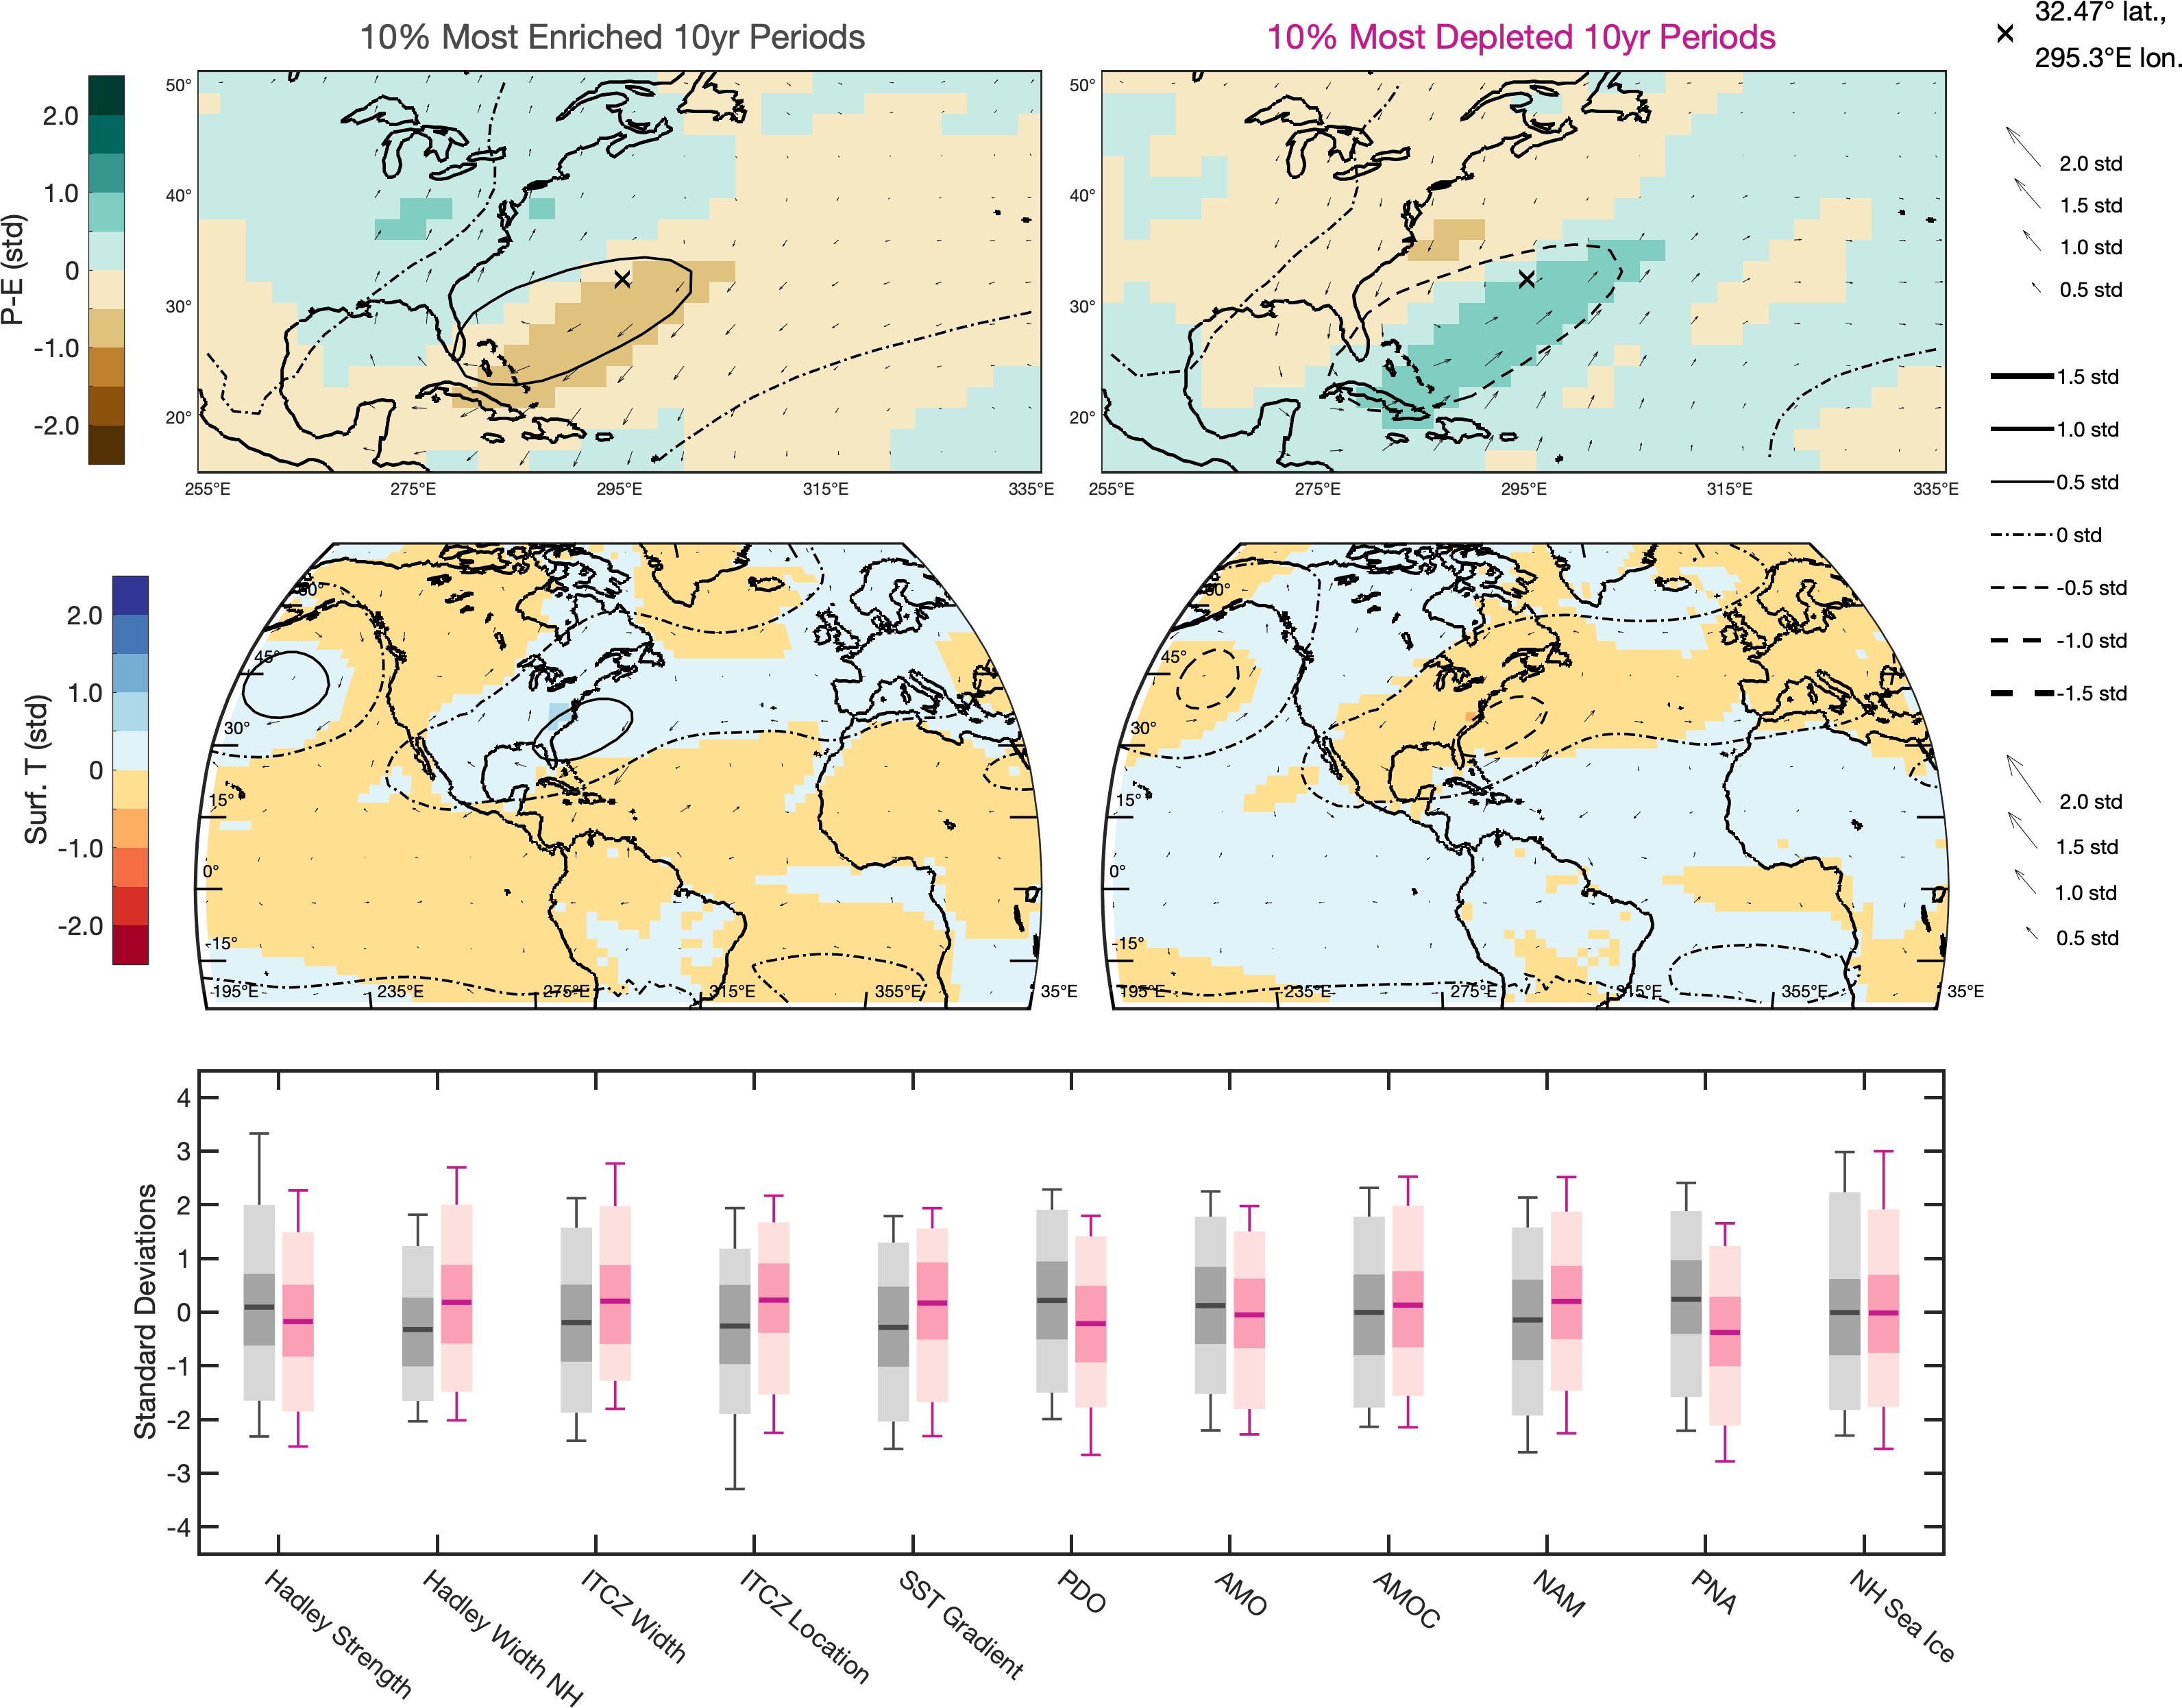 10% Most Enriched 10yr Periods
10% Most Depleted 10yr Periods
32.47° lat.,
295.3°E lon.
P-E (std)
2.0
1.0
0
-1.0
-2.0
50°
40°
30°
20°
255°E
275°E
295°E
315°E
335°E
50°
40°
30°
20°
255°E
275°E
295°E
315°E
335°E
2.0 std
1.5 std
1.0 std
0.5 std
1.5 std
1.0 std
0.5 std
0 std
-0.5 std
-1.0 std
-1.5 std
Surf. T (std)
2.0
1.0
0
-1.0
-2.0
60°
45°
30°
15°
0°
-15°
195°E
235°E
275°E
315°E
355°E
35°E
60°
45°
30°
15°
0°
-15°
195°E
235°E
275°E
315°E
355°E
35°E
2.0 std
1.5 std
1.0 std
0.5 std
Standard Deviations
4
3
2
1
0
-1
-2
-3
-4
Hadley Strength
Hadley Width NH
ITCZ Width
ITCZ Location
SST Gradient
PDO
AMO
AMOC
NAM
PNA
NH Sea Ice